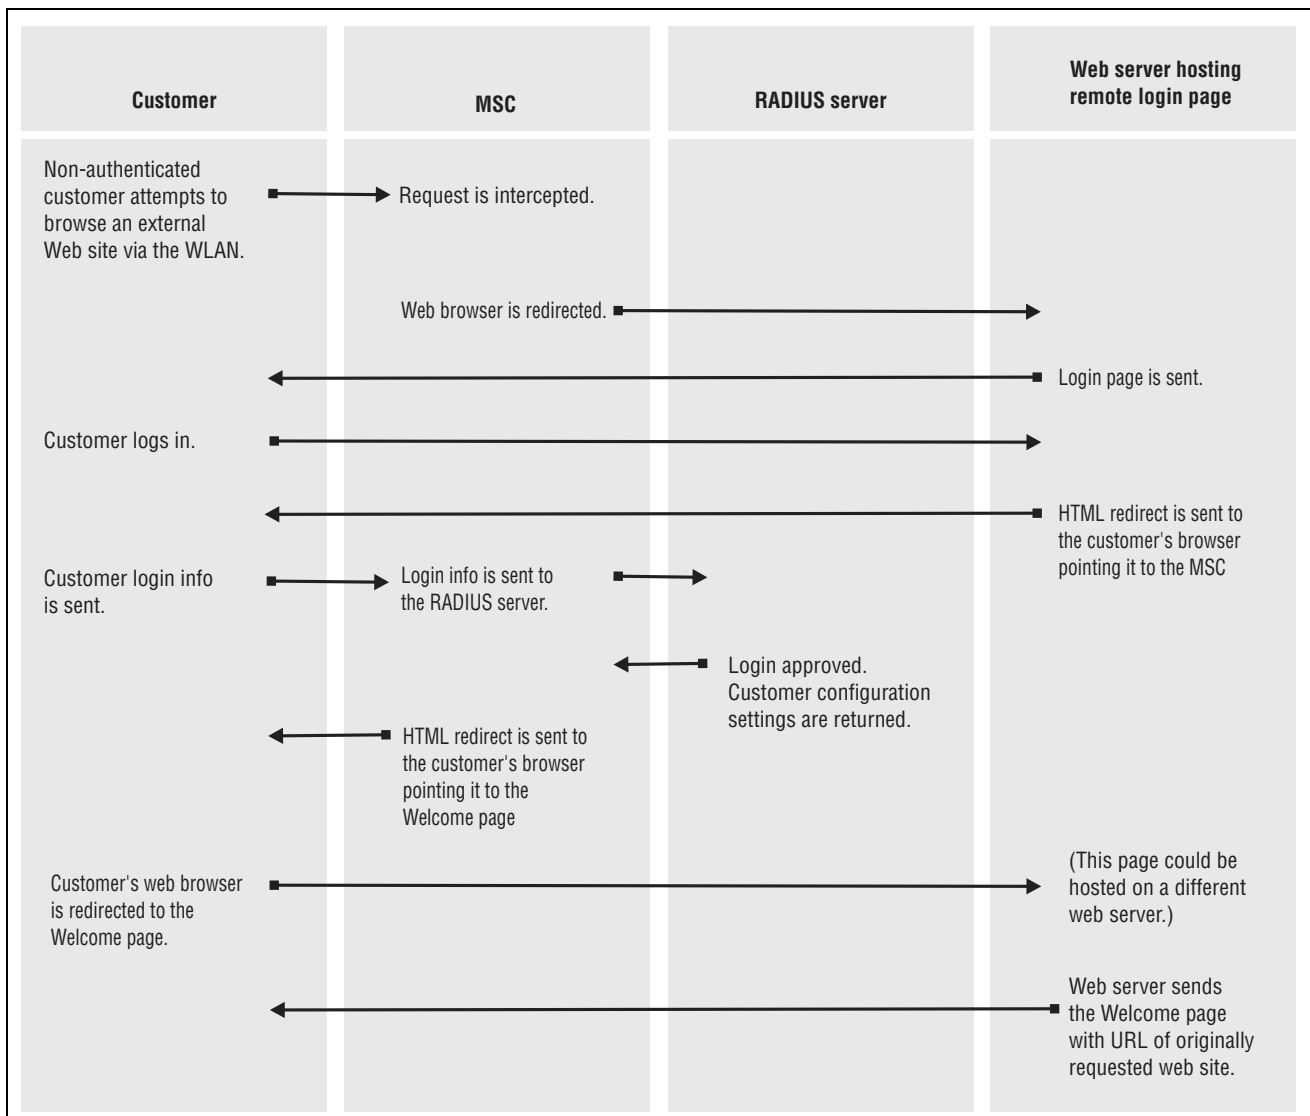 Customer
MSC
RADIUS server
Web server hosting
remote login page
Non-authenticated
customer attempts to
browse an external
Web site via the WLAN.
Request is intercepted.
Web browser is redirected.
Login page is sent.
Customer logs in.
HTML redirect is sent to
the customer's browser
pointing it to the MSC
Customer login info
is sent.
Login info is sent to
the RADIUS server.
Login approved.
Customer configuration
settings are returned.
HTML redirect is sent to
the customer's browser
pointing it to the
Welcome page
Customer's web browser
is redirected to the
Welcome page.
(This page could be
hosted on a different
web server.)
Web server sends
the Welcome page
with URL of originally
requested web site.